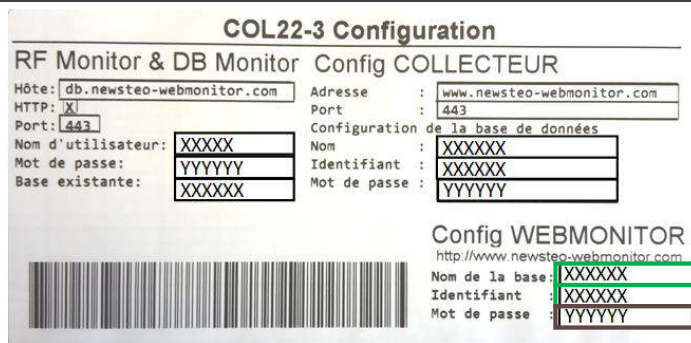 COL22-3 Configuration
RF Monitor & DB Monitor
Hôte: db.newsteo-webmonitor.com
HTTP: X
Port: 443
Nom d'utilisateur: XXXXX
Mot de passe: YYYYYY
Base existante: XXXXXX
Config COLLECTEUR
Adresse : www.newsteo-webmonitor.com
Port : 443
Configuration de la base de données
Nom : XXXXXX
Identifiant : XXXXXX
Mot de passe : YYYYYY
Config WEBMONITOR
http://www.newsteo-webmonitor.com
Nom de la base: XXXXXX
Identifiant : XXXXXX
Mot de passe : YYYYYY